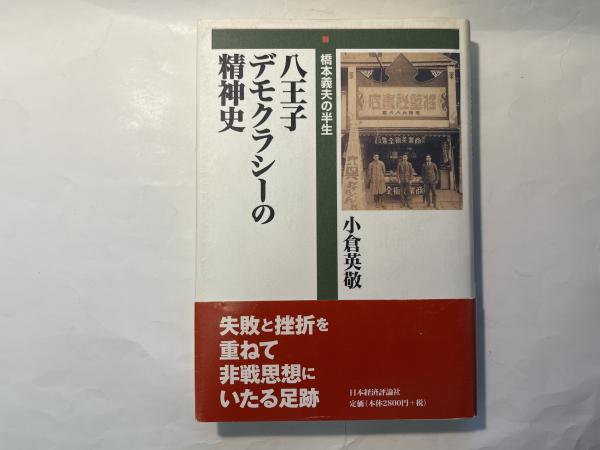 橋本義夫の半生
八王子
デモクラシーの
精神史
小倉英敬
失敗と挫折を
重ねて
非戦思想に
いたる足跡
日本経済評論社
定価(本体2800円+税)